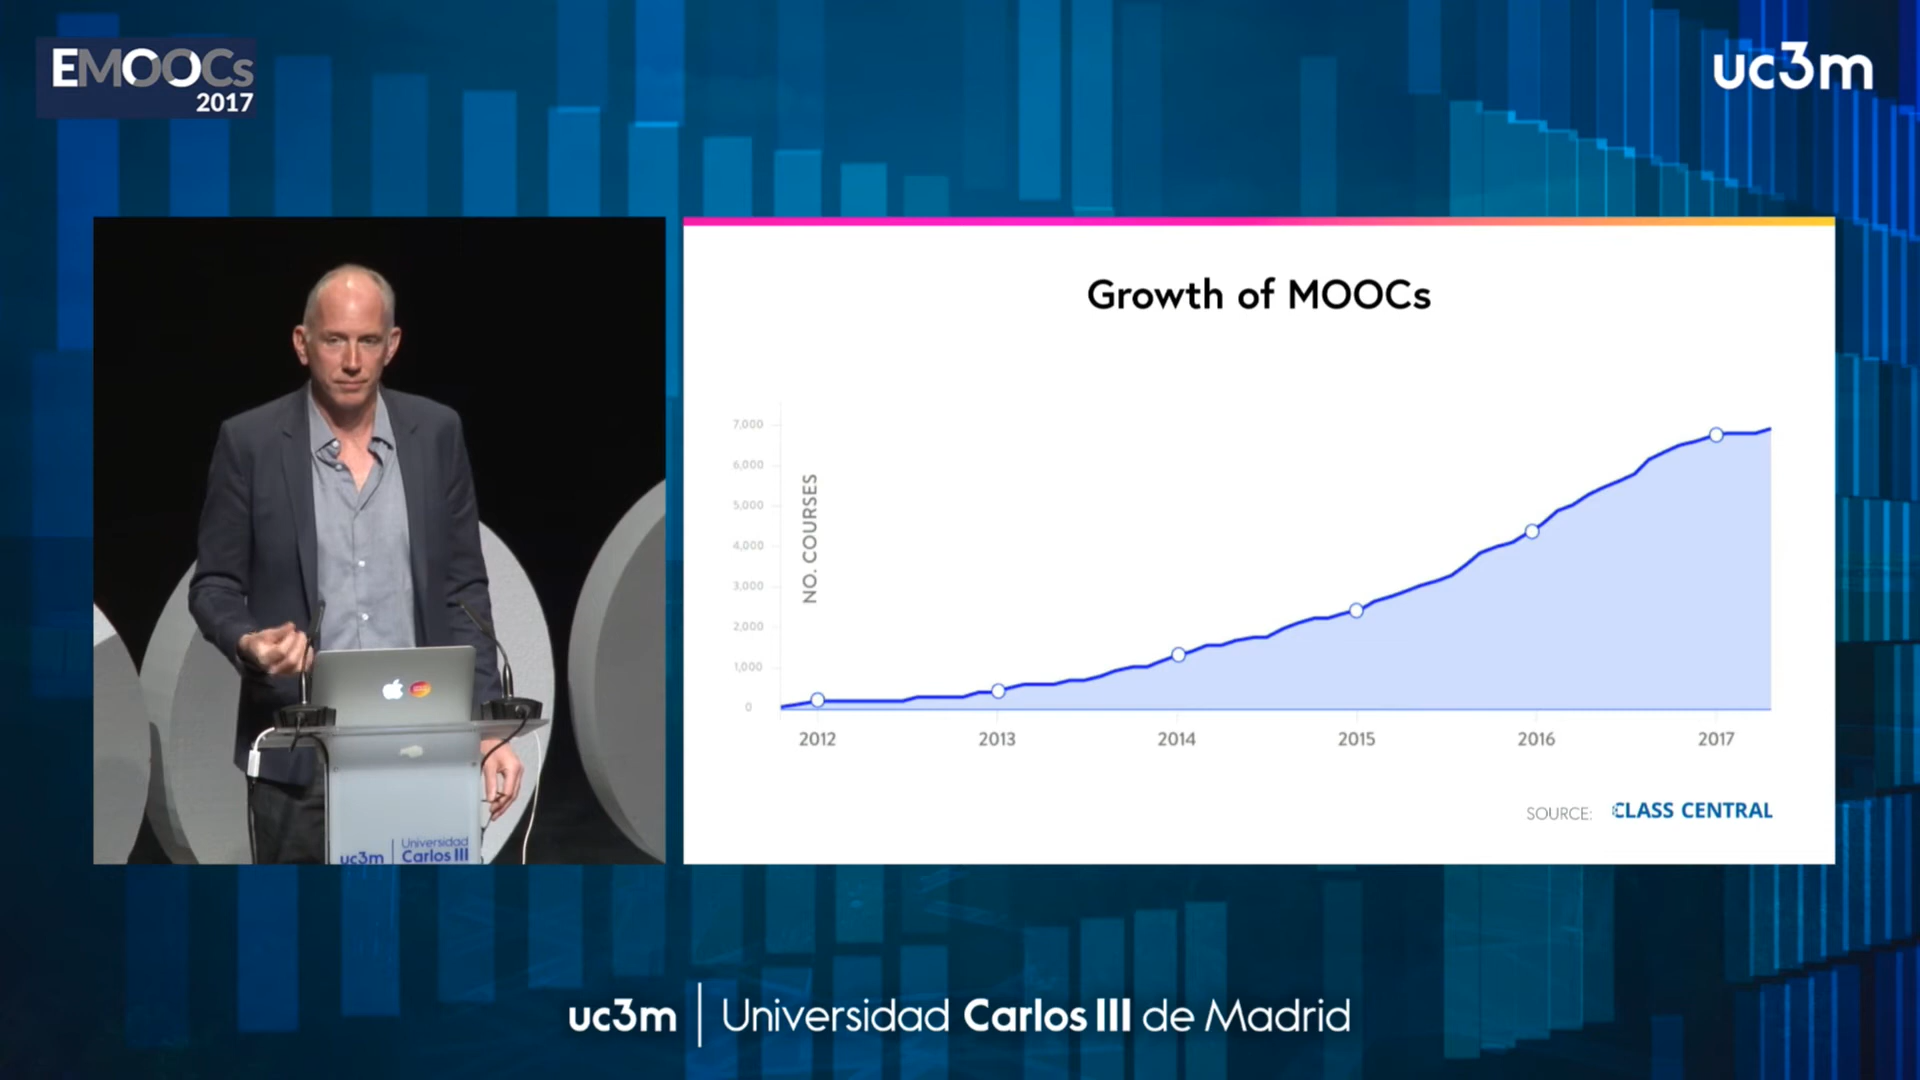 EMOOCs
2017
uc3m
Growth of MOOCs
7,000
6,000
5,000
4,000
3,000
2,000
1,000
0
NO. COURSES
2012 2013 2014 2015 2016 2017
SOURCE: CLASS CENTRAL
uc3m | Universidad
Carlos III
uc3m | Universidad Carlos III de Madrid